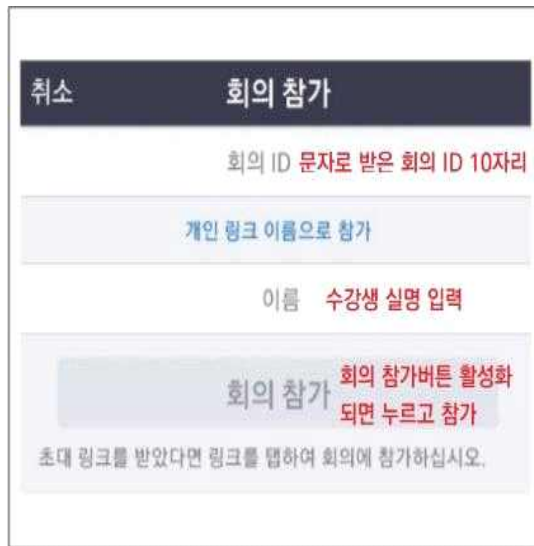 취소 회의 참가
회의 ID 문자로 받은 회의 ID 10자리
개인 링크 이름으로 참가
이름 수강생 실명 입력
회의 참가 회의 참가버튼 활성화
되면 누르고 참가
초대 링크를 받았다면 링크를 탭하여 회의에 참가하십시오.